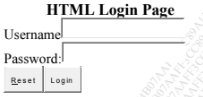 HTML Login Page
Username
Password:
Reset Login